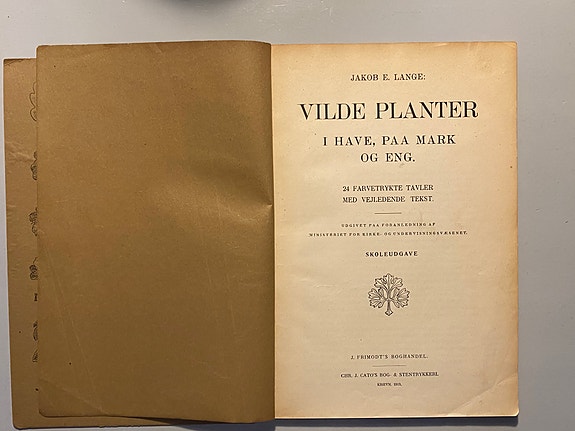 JAKOB E. LANGE:
VILDE PLANTER
I HAVE, PAA MARK
OG ENG.
24 FARVETRYKTE TAVLER
MED VEJLEDENDE TEKST.
UDGIVET PAA FORANLEDNING AF
MINISTERIET FOR KIRKE- OG UNDERVISNINGSVÆSENET.
SKOLEUDGAVE
J. FRIMODT'S BOGHANDEL.
CHR. J. CATO'S BOG- & STENTRYKKERI.
KBHVN.